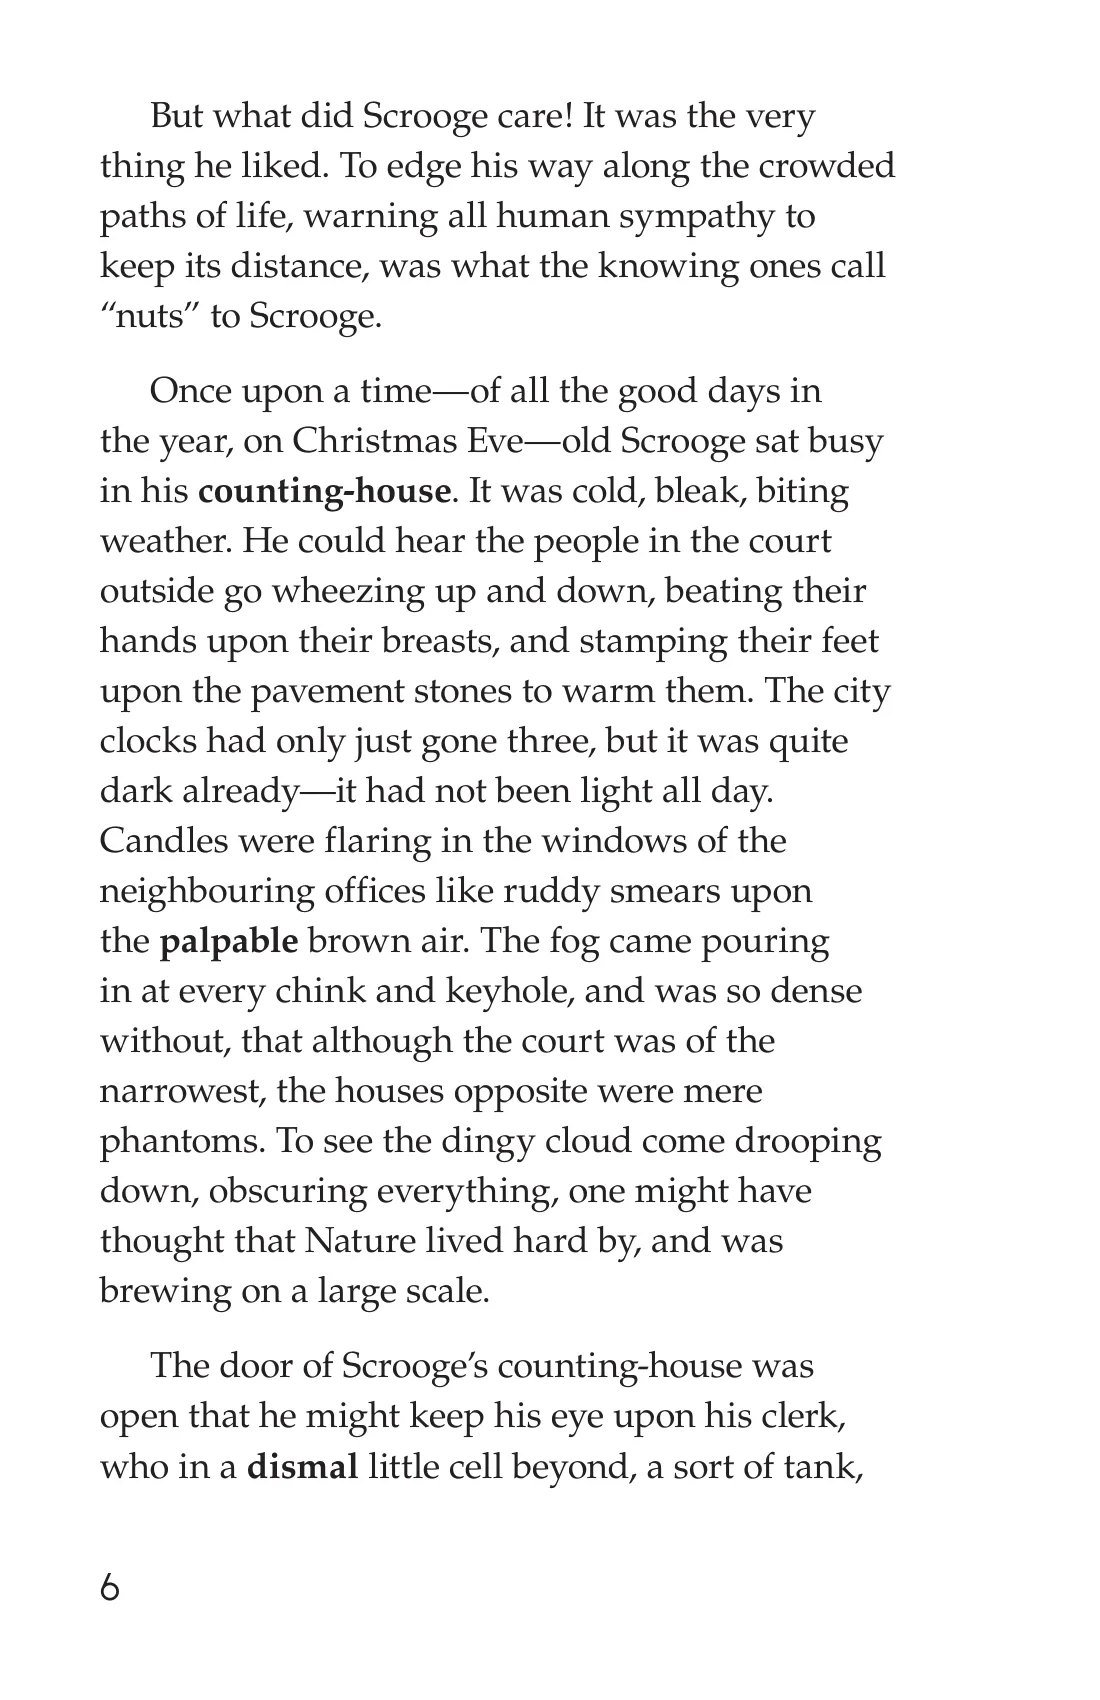 But what did Scrooge care! It was the very
thing he liked. To edge his way along the crowded
paths of life, warning all human sympathy to
keep its distance, was what the knowing ones call
“nuts” to Scrooge.
Once upon a time—of all the good days in
the year, on Christmas Eve—old Scrooge sat busy
in his counting-house. It was cold, bleak, biting
weather. He could hear the people in the court
outside go wheezing up and down, beating their
hands upon their breasts, and stamping their feet
upon the pavement stones to warm them. The city
clocks had only just gone three, but it was quite
dark already—it had not been light all day.
Candles were flaring in the windows of the
neighbouring offices like ruddy smears upon
the palpable brown air. The fog came pouring
in at every chink and keyhole, and was so dense
without, that although the court was of the
narrowest, the houses opposite were mere
phantoms. To see the dingy cloud come drooping
down, obscuring everything, one might have
thought that Nature lived hard by, and was
brewing on a large scale.
The door of Scrooge’s counting-house was
open that he might keep his eye upon his clerk,
who in a dismal little cell beyond, a sort of tank,
6